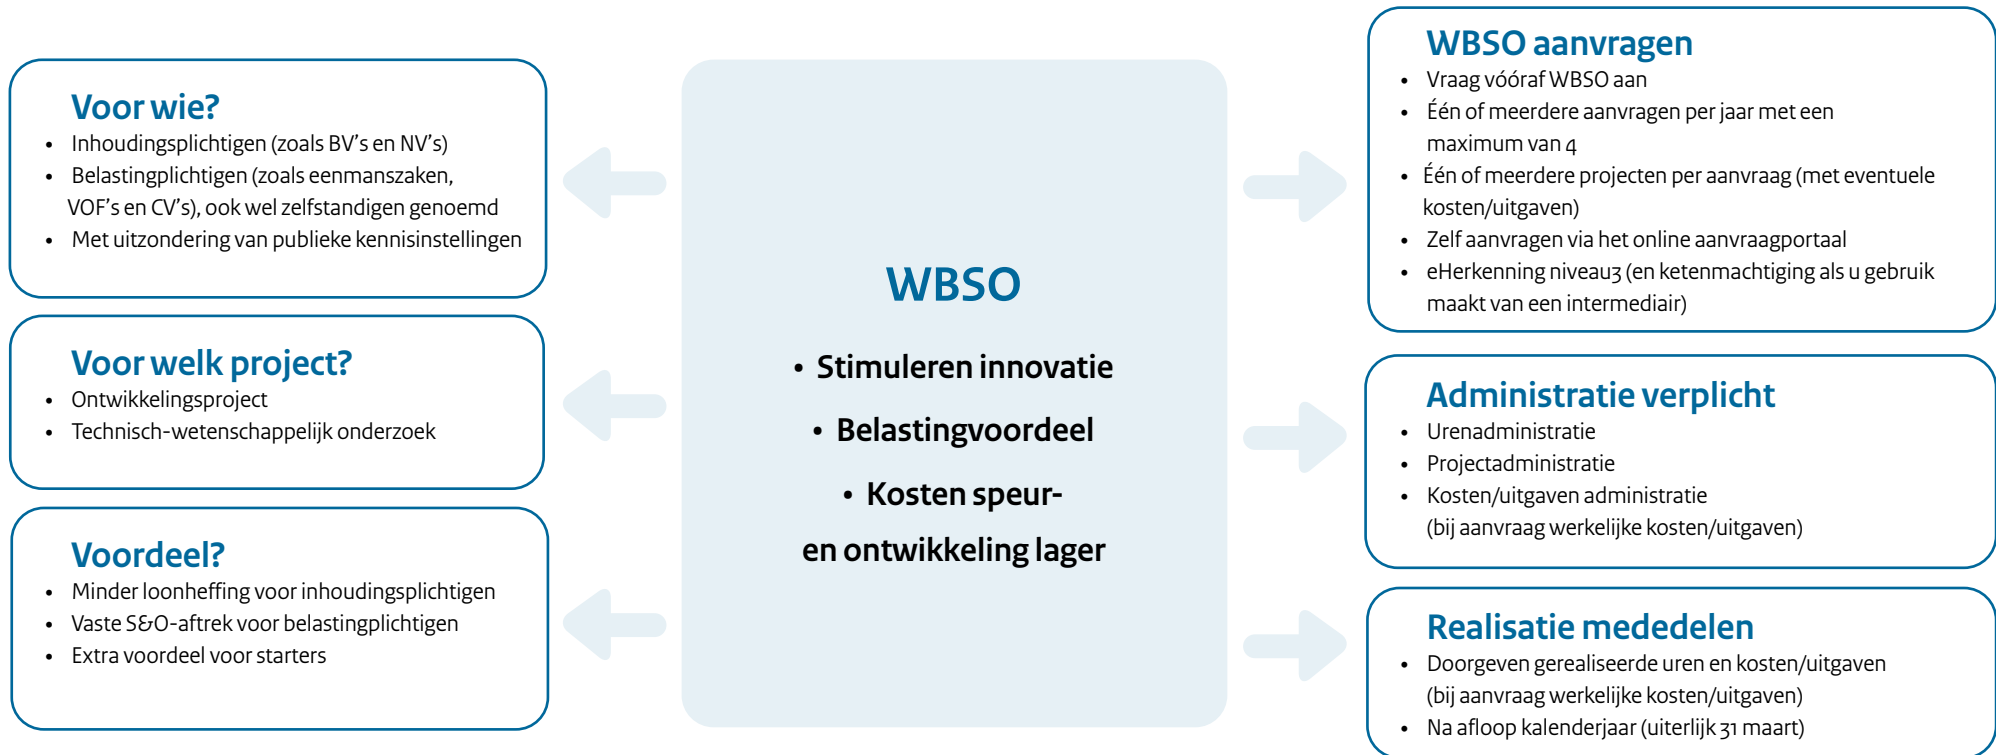 Voor wie?
• Inhoudingsplichtigen (zoals BV's en NV's)
• Belastingplichtigen (zoals eenmanszaken,
VOF's en CV's), ook wel zelfstandigen genoemd
• Met uitzondering van publieke kennisinstellingen
Voor welk project?
• Ontwikkelingsproject
• Technisch-wetenschappelijk onderzoek
Voordeel?
• Minder loonheffing voor inhoudingsplichtigen
• Vaste S&O-aftrek voor belastingplichtigen
• Extra voordeel voor starters
WBSO
• Stimuleren innovatie
• Belastingvoordeel
• Kosten speur-
en ontwikkeling lager
WBSO aanvragen
• Vraag vóóraf WBSO aan
• Één of meerdere aanvragen per jaar met een
maximum van 4
• Één of meerdere projecten per aanvraag (met eventuele
kosten/uitgaven)
• Zelf aanvragen via het online aanvraagportaal
• eHerkenning niveau3 (en ketenmachtiging als u gebruik
maakt van een intermediair)
Administratie verplicht
• Urenadministratie
• Projectadministratie
• Kosten/uitgaven administratie
(bij aanvraag werkelijke kosten/uitgaven)
Realisatie mededelen
• Doorgeven gerealiseerde uren en kosten/uitgaven
(bij aanvraag werkelijke kosten/uitgaven)
• Na afloop kalenderjaar (uiterlijk 31 maart)